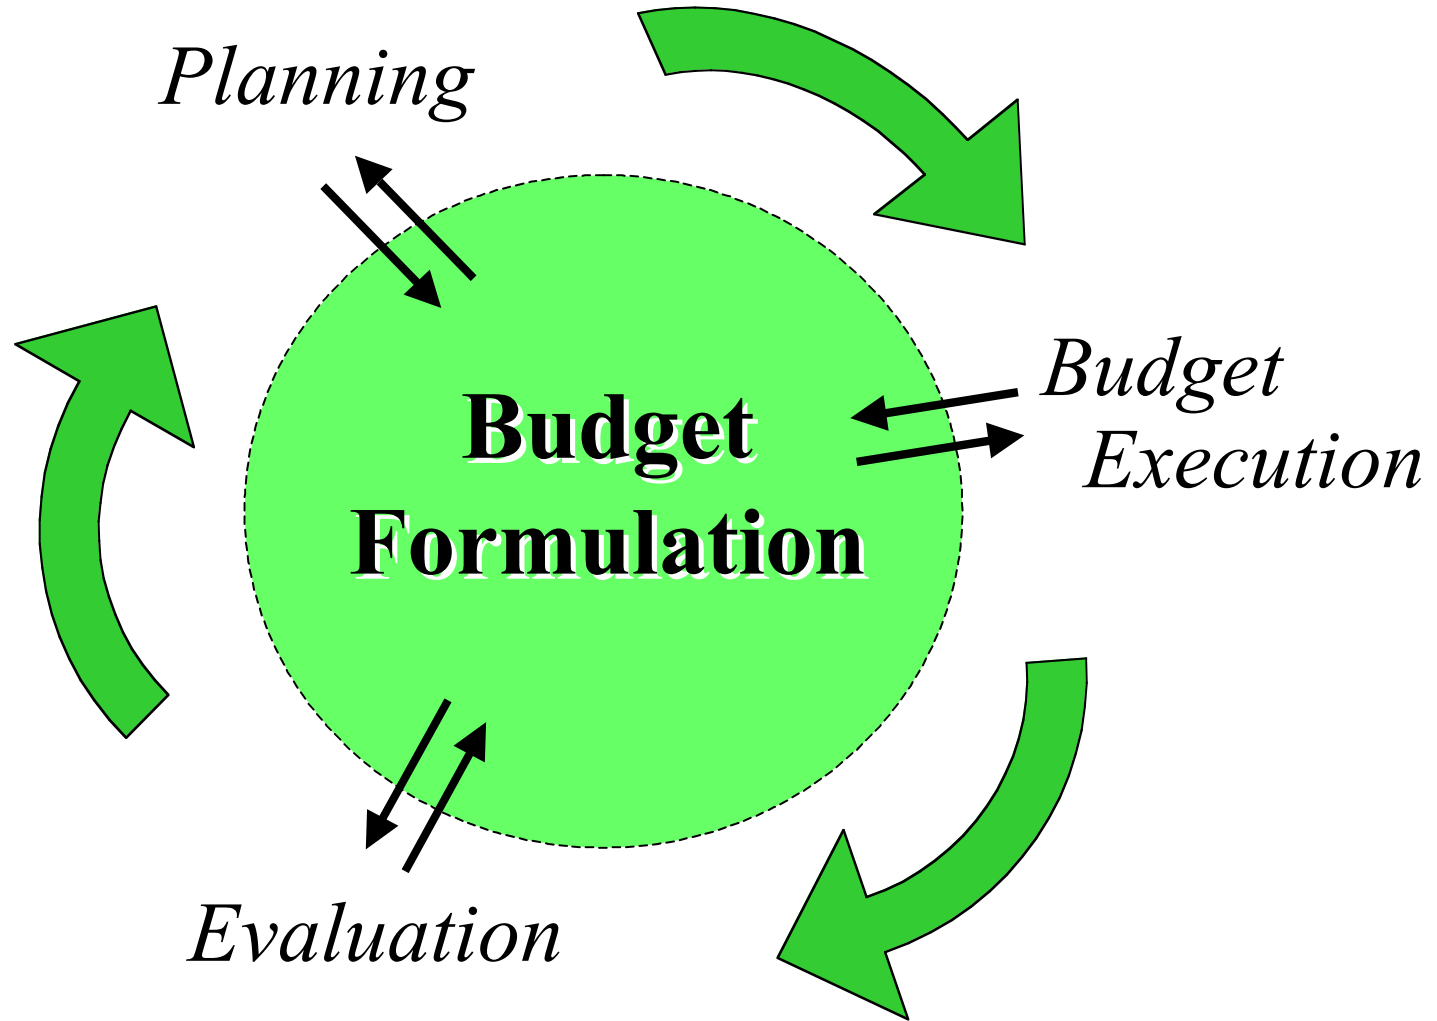 Planning
Budget
Execution
Budget
Formulation
Evaluation